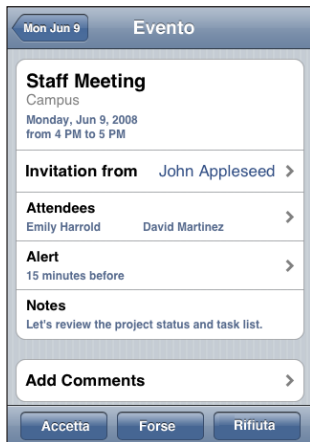 Mon Jun 9
Evento
Staff Meeting
Campus
Monday, Jun 9, 2008
from 4 PM to 5 PM
Invitation from John Appleseed
Attendees
Emily Harrold David Martinez
Alert
15 minutes before
Notes
Let's review the project status and task list.
Add Comments
Accetta Forse Rifiuta